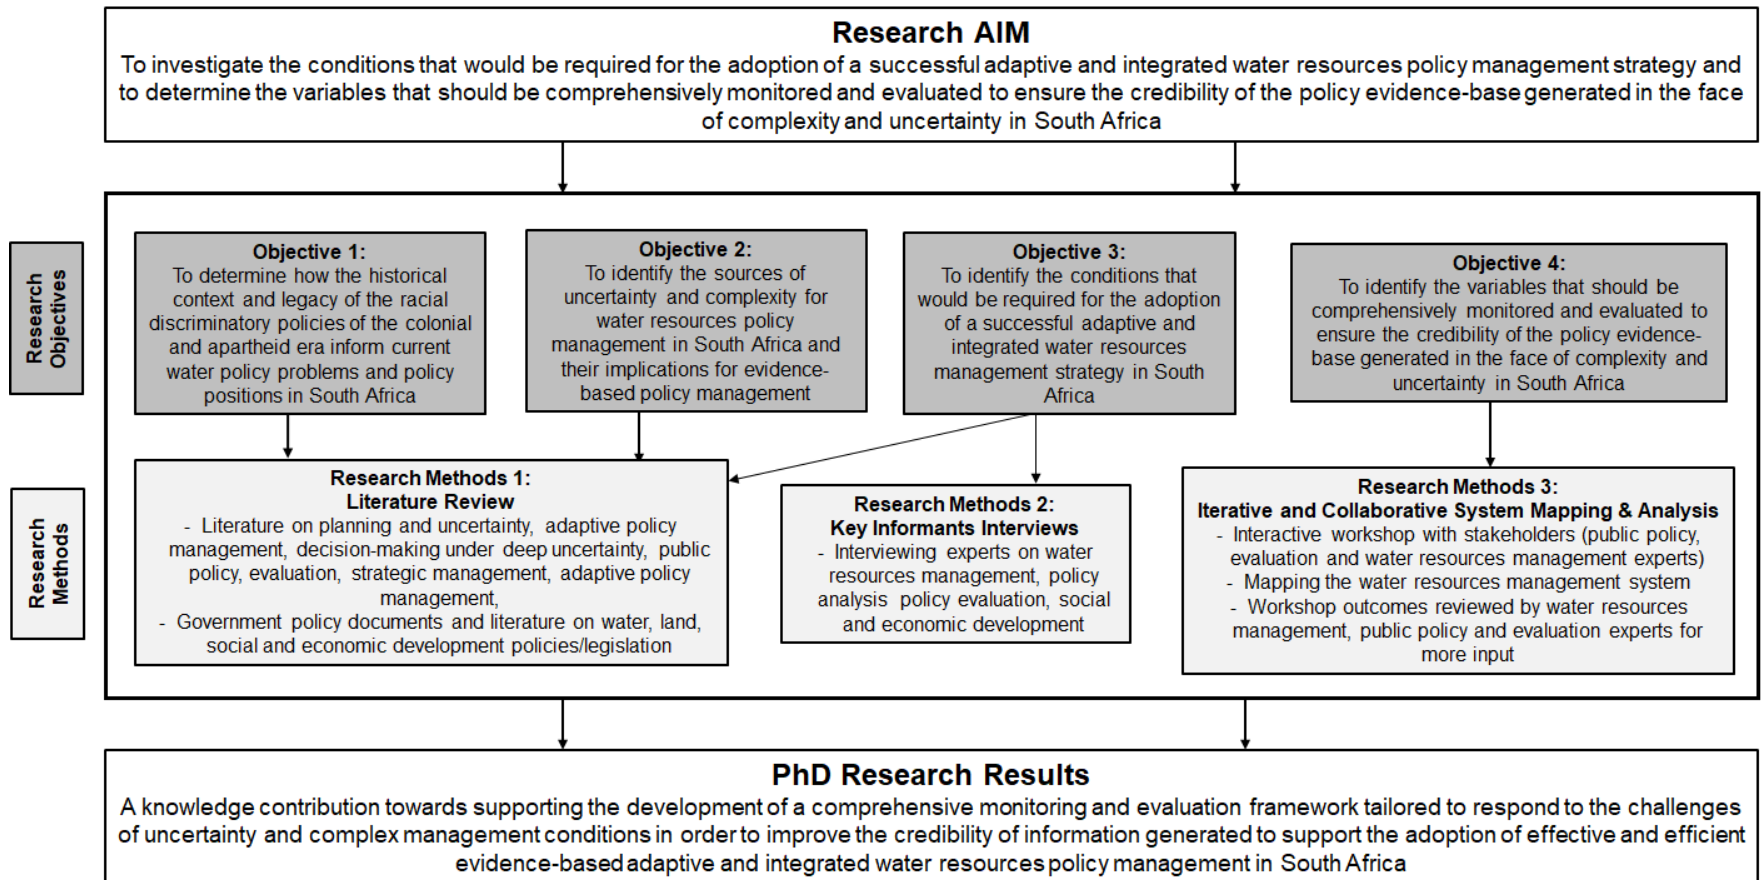 Research AIM
To investigate the conditions that would be required for the adoption of a successful adaptive and integrated water resources policy management strategy and
to determine the variables that should be comprehensively monitored and evaluated to ensure the credibility of the policy evidence-base generated in the face
of complexity and uncertainty in South Africa
Research
Objectives
Objective 1:
To determine how the historical
context and legacy of the racial
discriminatory policies of the colonial
and apartheid era inform current
water policy problems and policy
positions in South Africa
Objective 2:
To identify the sources of
uncertainty and complexity for
water resources policy
management in South Africa and
their implications for evidence-
based policy management
Objective 3:
To identify the conditions that
would be required for the adoption
of a successful adaptive and
integrated water resources
management strategy in South
Africa
Objective 4:
To identify the variables that should be
comprehensively monitored and evaluated to
ensure the credibility of the policy evidence-
base generated in the face of complexity and
uncertainty in South Africa
Research
Methods
Research Methods 1:
Literature Review
- Literature on planning and uncertainty, adaptive policy
management, decision-making under deep uncertainty, public
policy, evaluation, strategic management, adaptive policy
management,
- Government policy documents and literature on water, land,
social and economic development policies/legislation
Research Methods 2:
Key Informants Interviews
- Interviewing experts on water
resources management, policy
analysis policy evaluation, social
and economic development
Research Methods 3:
Iterative and Collaborative System Mapping & Analysis
- Interactive workshop with stakeholders (public policy,
evaluation and water resources management experts)
- Mapping the water resources management system
- Workshop outcomes reviewed by water resources
management, public policy and evaluation experts for
more input
PhD Research Results
A knowledge contribution towards supporting the development of a comprehensive monitoring and evaluation framework tailored to respond to the challenges
of uncertainty and complex management conditions in order to improve the credibility of information generated to support the adoption of effective and efficient
evidence-based adaptive and integrated water resources policy management in South Africa